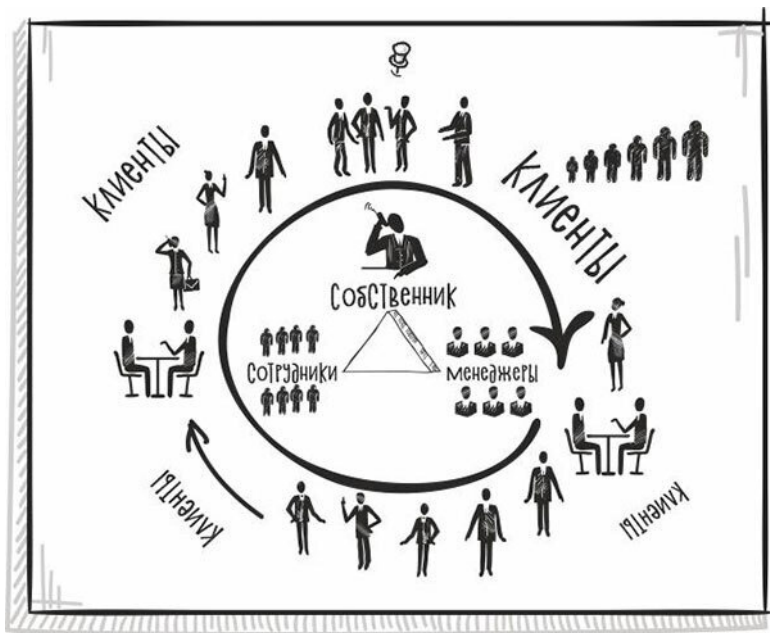 Клиенты
Клиенты
Собственник
Сотрудники
Менеджеры
Клиенты
Клиенты